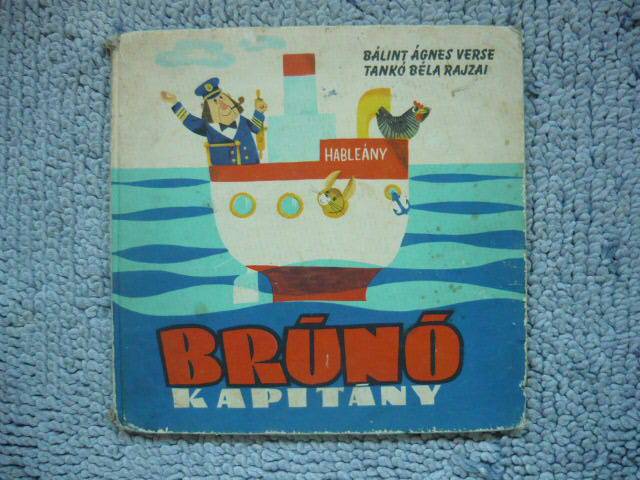 BÁLINT ÁGNES VERSE
TANKÓ BÉLA RAJZAI
HABLEÁNY
BRÚNÓ
KAPITÁNY